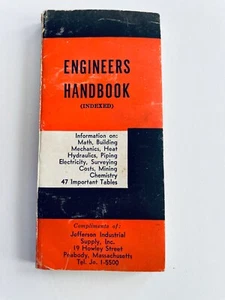 ENGINEERS
HANDBOOK
(INDEXED)
Information on:
Math, Building
Mechanics, Heat
Hydraulics, Piping
Electricity, Surveying
Costs, Mining
Chemistry
47 Important Tables
Compliments of:
Jefferson Industrial
Supply, Inc.
19 Howley Street
Peabody, Massachusetts
Tel. Je. 1-5500